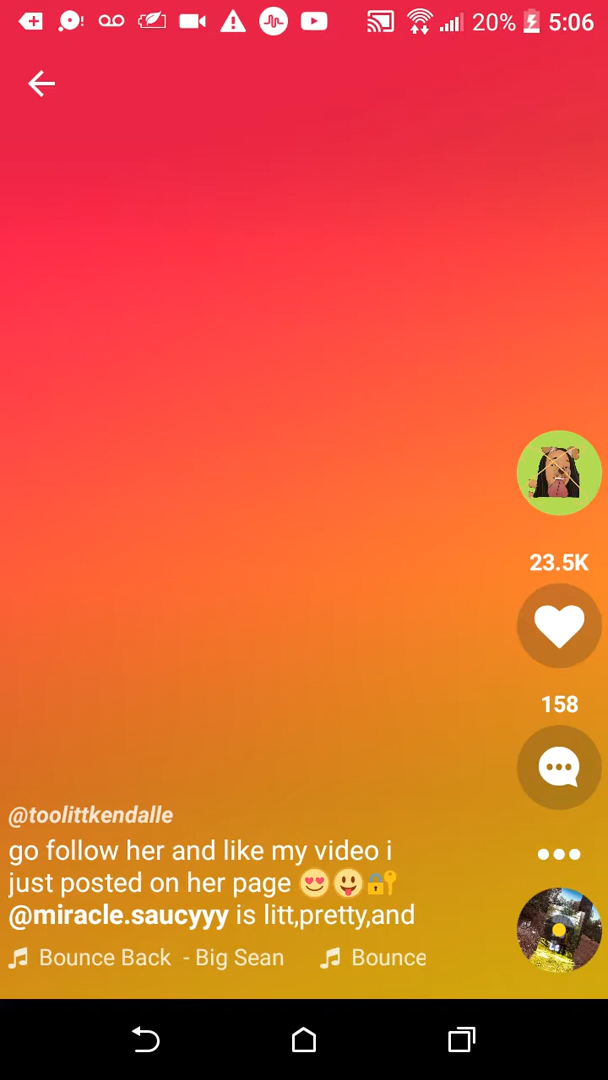 20% 5:06
23.5K
158
@toolittkendalle
go follow her and like my video i
just posted on her page 😍😛🔐
@miracle.saucyyy is litt,pretty,and
Bounce Back - Big Sean Bounce